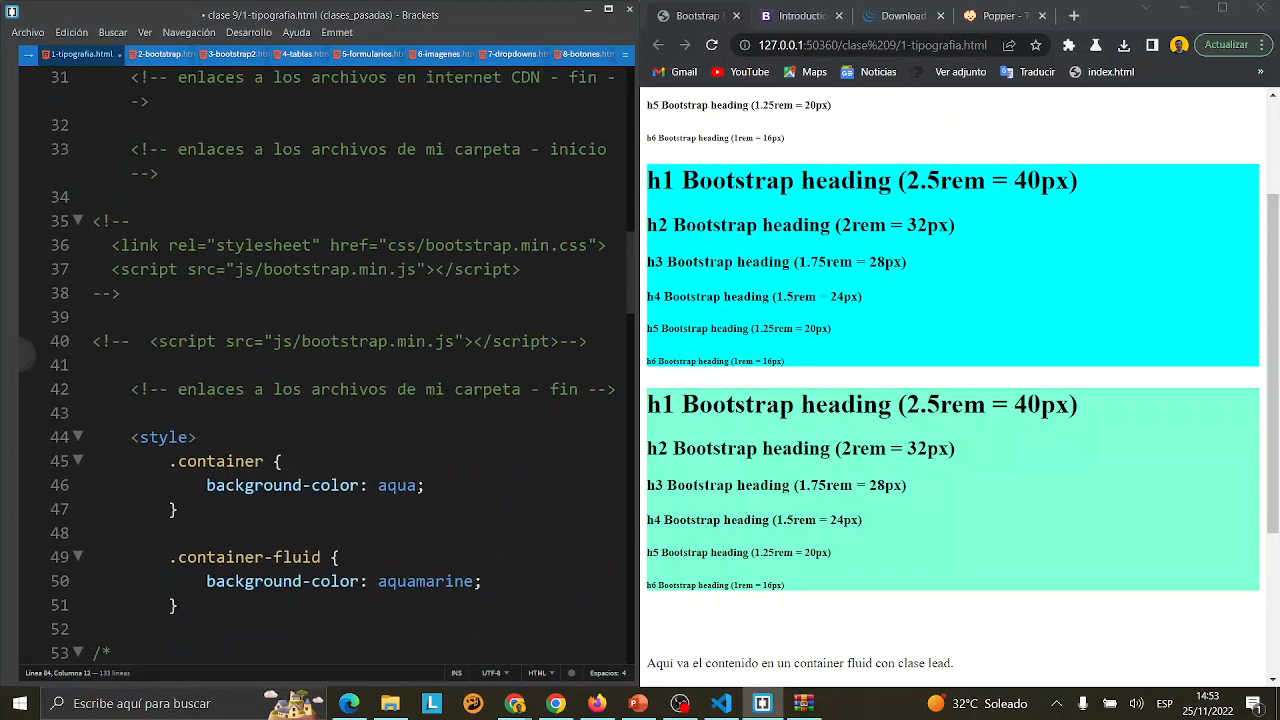 • clase 9/1-tipografia.html (clases_pasadas) - Brackets
Archivo Edición Buscar Ver Navegar Desarrollo Ayuda Emmet
1-tipografia.html • 2-bootstrap.htm 3-bootstrap2.htm 4-tablas.htm 5-formularios.htm 6-imagenes.htm 7-dropdowns.htm 8-botones.htm
31 <!-- enlaces a los archivos en internet CDN - fin -
->
32
33 <!-- enlaces a los archivos de mi carpeta - inicio
-->
34
35 <!--
36 <link rel="stylesheet" href="css/bootstrap.min.css">
37 <script src="js/bootstrap.min.js"></script>
38 -->
39
40 <!-- <script src="js/bootstrap.min.js"></script>-->
41
42 <!-- enlaces a los archivos de mi carpeta - fin -->
43
44 <style>
45 .container {
46 background-color: aqua;
47 }
48
49 .container-fluid {
50 background-color: aquamarine;
51 }
52
53 /*
Línea 84, Columna 12 — 133 líneas INS UTF-8 HTML Espacios: 4
Bootstrap Tip
Download
Tema -
127.0.0.1:50360/clase%209/1-tipografia.html Actualizar
Gmail YouTube Maps Noticias Ver adjunto Traducir index.html »
h5 Bootstrap heading (1.25rem = 20px)
h6 Bootstrap heading (1rem = 16px)
h1 Bootstrap heading (2.5rem = 40px)
h2 Bootstrap heading (2rem = 32px)
h3 Bootstrap heading (1.75rem = 28px)
h4 Bootstrap heading (1.5rem = 24px)
h5 Bootstrap heading (1.25rem = 20px)
h6 Bootstrap heading (1rem = 16px)
h1 Bootstrap heading (2.5rem = 40px)
h2 Bootstrap heading (2rem = 32px)
h3 Bootstrap heading (1.75rem = 28px)
h4 Bootstrap heading (1.5rem = 24px)
h5 Bootstrap heading (1.25rem = 20px)
h6 Bootstrap heading (1rem = 16px)
Aquí va el contenido en un container fluid con clase lead.
Escribe aquí para buscar
32°C Soleado
ESP
14:53
25/11/2022